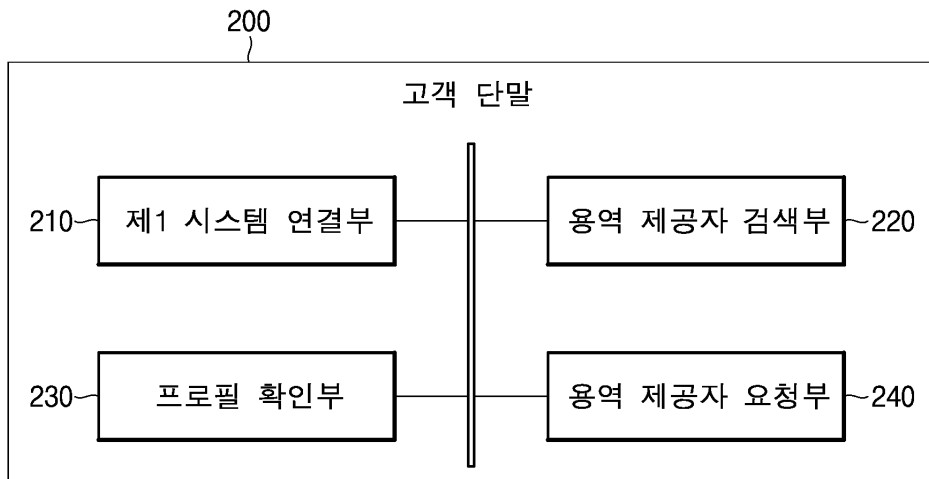 200
고객 단말
210 제1 시스템 연결부 용역 제공자 검색부 220
230 프로필 확인부 용역 제공자 요청부 240